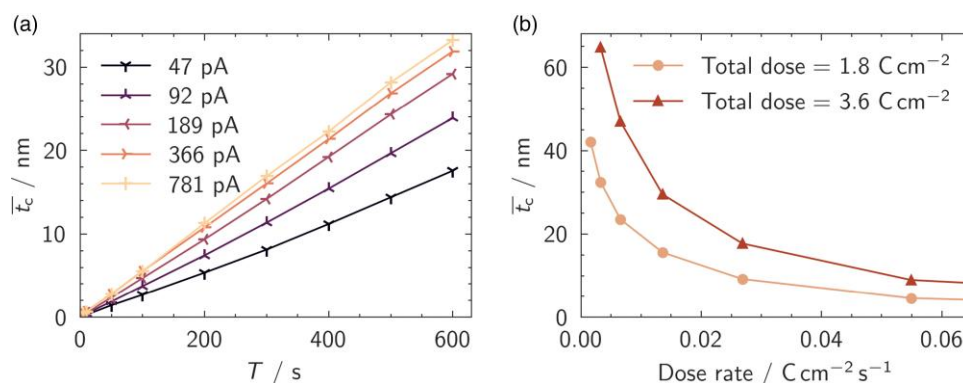 (a)
30
20
10
0
t̅c / nm
47 pA
92 pA
189 pA
366 pA
781 pA
0 200 400 600
T / s
(b)
60
40
20
0
t̅c / nm
Total dose = 1.8 C cm⁻²
Total dose = 3.6 C cm⁻²
0.00 0.02 0.04 0.06
Dose rate / C cm⁻² s⁻¹